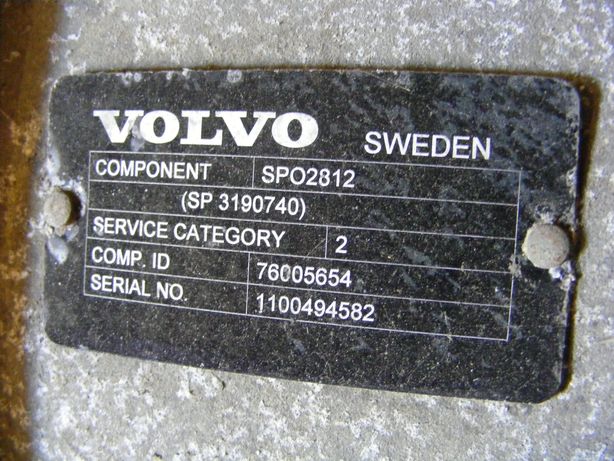 VOLVO SWEDEN
COMPONENT SPO2812
(SP 3190740)
SERVICE CATEGORY 2
COMP. ID 76005654
SERIAL NO. 1100494582